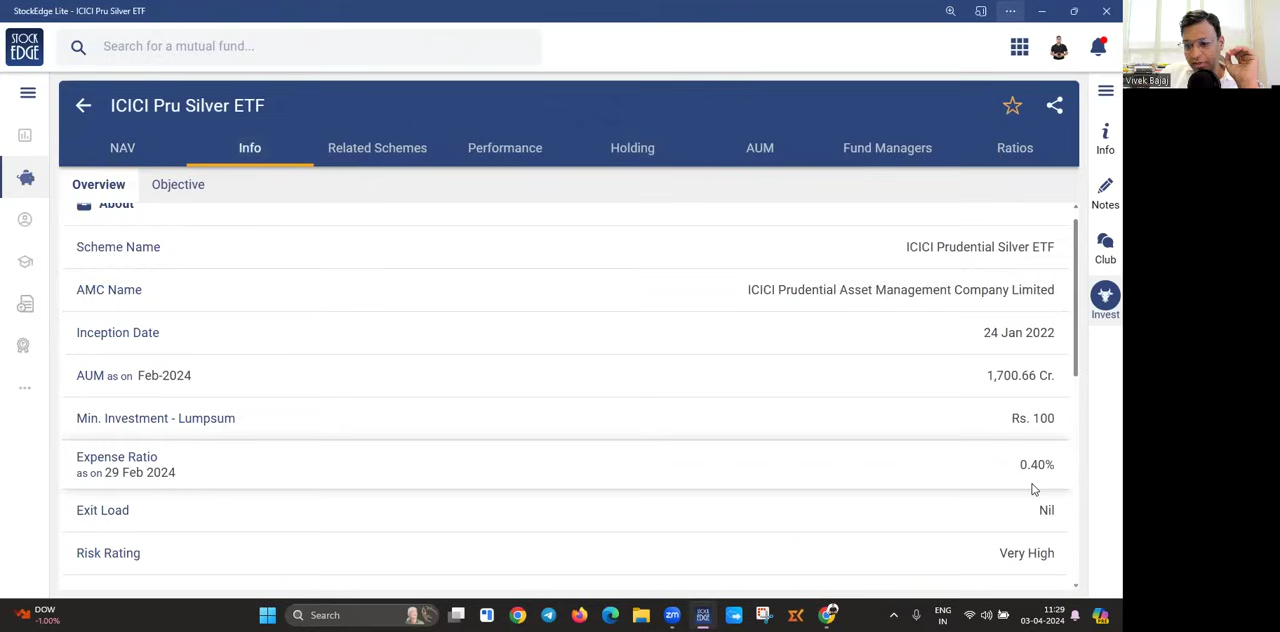 StockEdge Lite - ICICI Pru Silver ETF
STOCK
EDGE
Search for a mutual fund...
Vivek Bajaj
ICICI Pru Silver ETF
NAV
Info
Related Schemes
Performance
Holding
AUM
Fund Managers
Ratios
Overview
Objective
About
Scheme Name
ICICI Prudential Silver ETF
AMC Name
ICICI Prudential Asset Management Company Limited
Inception Date
24 Jan 2022
AUM as on Feb-2024
1,700.66 Cr.
Min. Investment - Lumpsum
Rs. 100
Expense Ratio
as on 29 Feb 2024
0.40%
Exit Load
Nil
Risk Rating
Very High
Info
Notes
Club
Invest
DOW
-1.00%
Search
zm
STOCK
EDGE
ENG
IN
11:29
03-04-2024
PRE